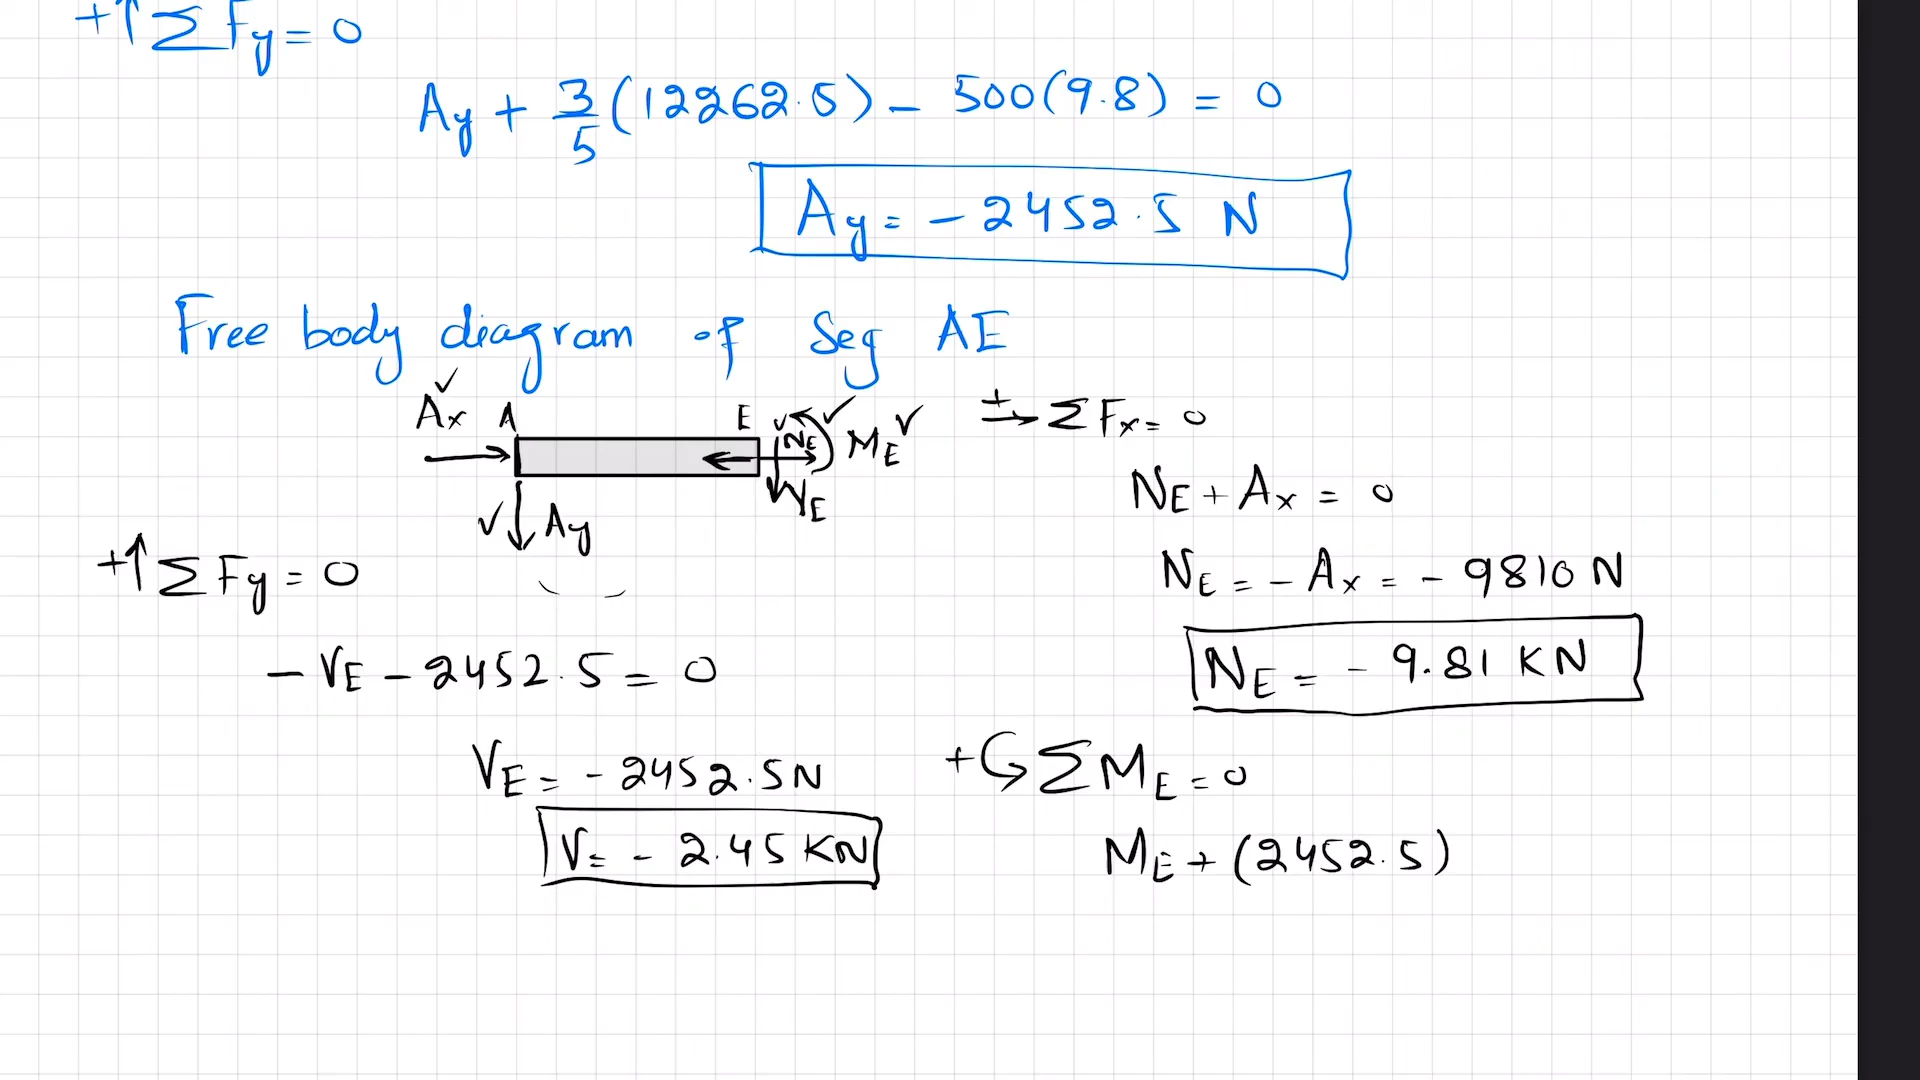 +↑ ΣFy = 0
Ay + 3/5 (12262.5) - 500(9.8) = 0
Ay = - 2452.5 N
Free body diagram of Seg AE
Ax A E NE ME
VE
Ay
+→ ΣFx = 0
NE + Ax = 0
NE = - Ax = - 9810 N
NE = - 9.81 KN
+↑ ΣFy = 0
- VE - 2452.5 = 0
VE = - 2452.5 N
V = - 2.45 KN
+↺ ΣME = 0
ME + (2452.5)